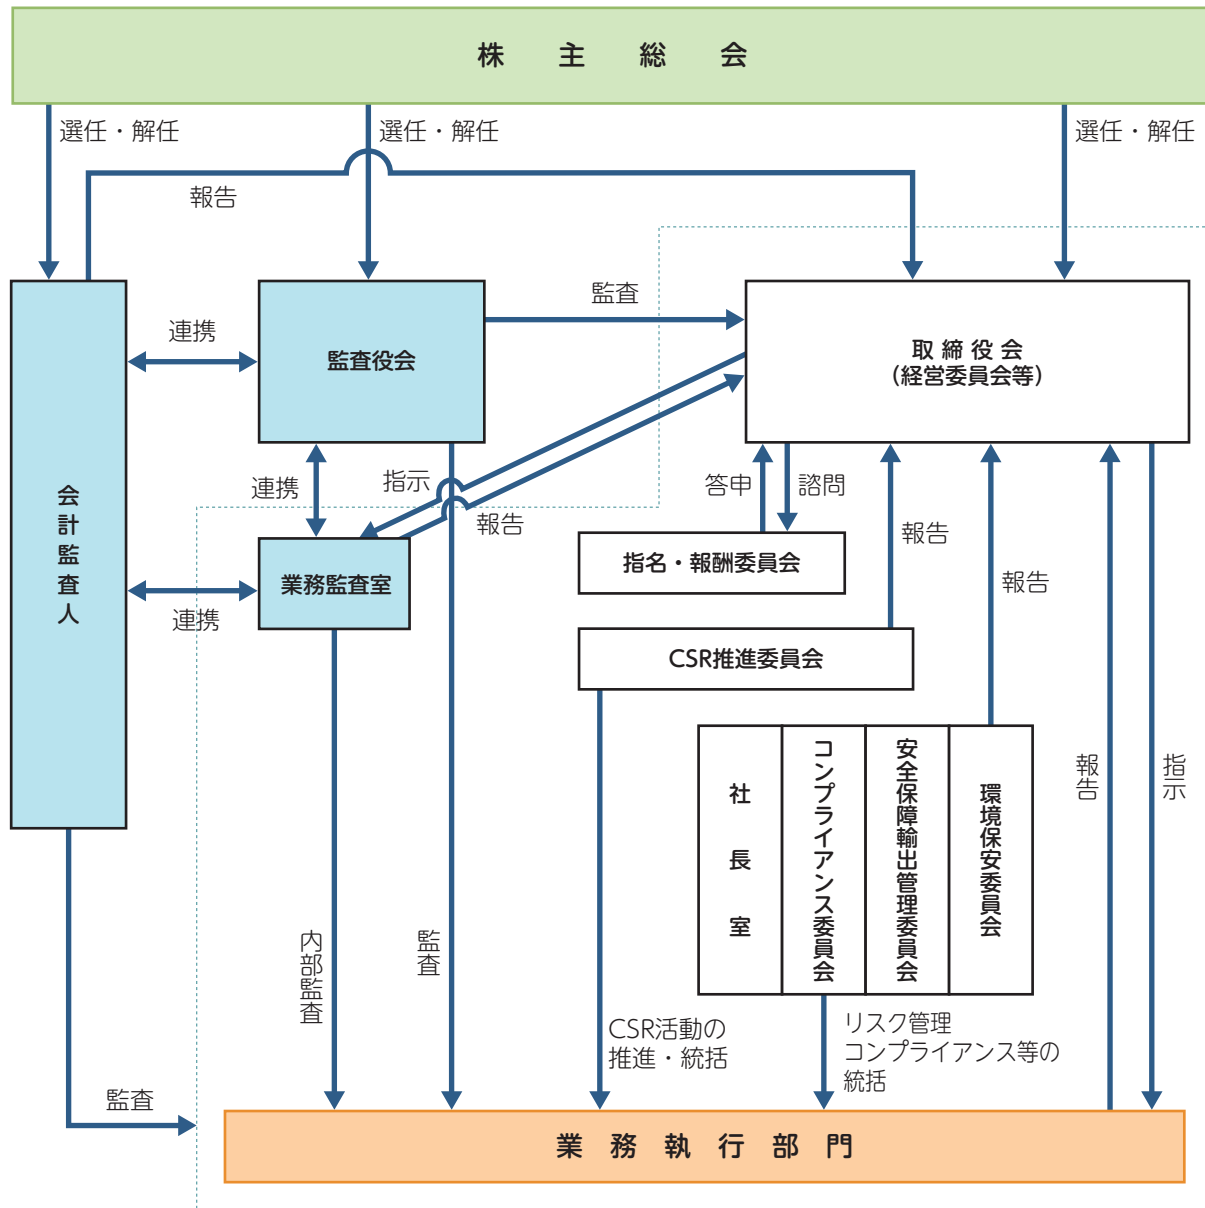 株主総会
選任・解任
選任・解任
選任・解任
報告
監査
連携
監査役会
取締役会
（経営委員会等）
会計監査人
連携
指示
報告
答申
諮問
業務監査室
連携
指名・報酬委員会
報告
報告
CSR推進委員会
社長室
コンプライアンス委員会
安全保障輸出管理委員会
環境保安委員会
報告
指示
内部監査
監査
CSR活動の
推進・統括
リスク管理
コンプライアンス等の
統括
監査
業務執行部門